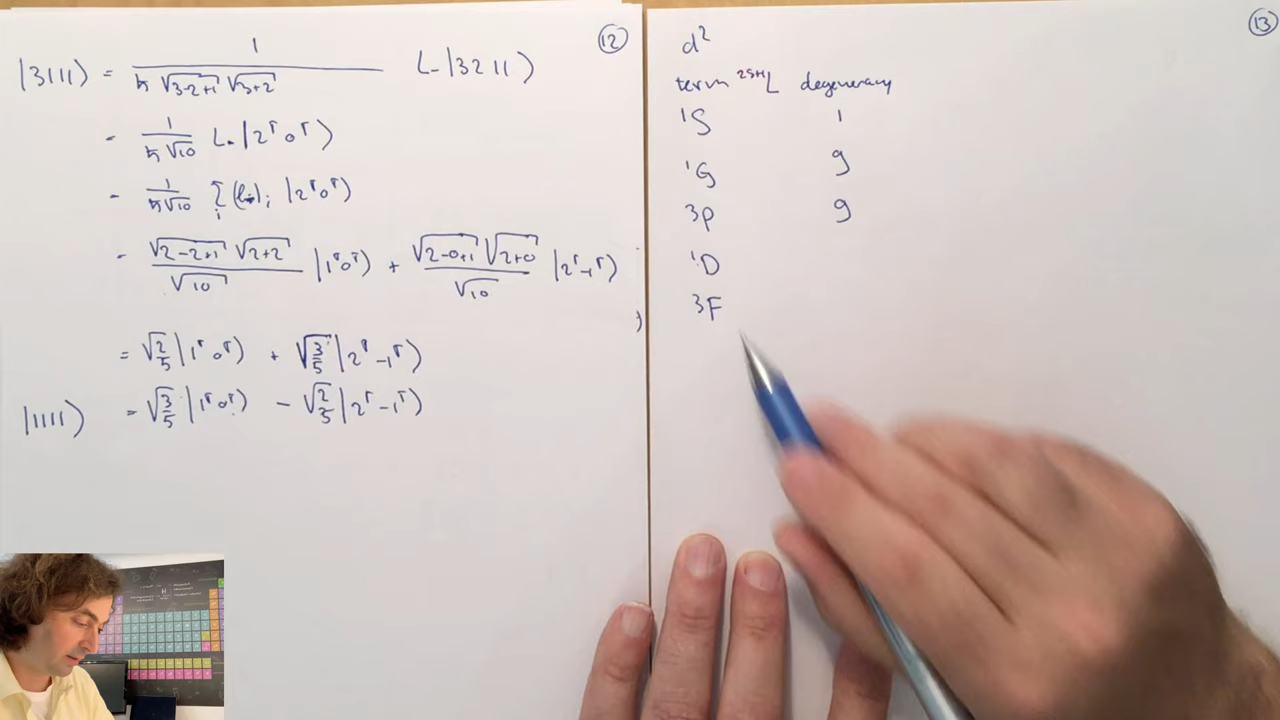 12
|3111⟩ = 1 / ħ √3-2+1 √3+2 L-|3211⟩
= 1/ħ√10 L-|2↑0↑⟩
= 1/ħ√10 Σi (l-)i |2↑0↑⟩
= √2-2+1 √2+2 / √10 |1↑0↑⟩ + √2-0+1 √2+0 / √10 |2↑-1↑⟩
= √2/5 |1↑0↑⟩ + √3/5 |2↑-1↑⟩
|1111⟩ = √3/5 |1↑0↑⟩ - √2/5 |2↑-1↑⟩
13
d²
term ²ˢ⁺¹L degeneracy
¹S 1
¹G 9
³P 9
¹D
³F